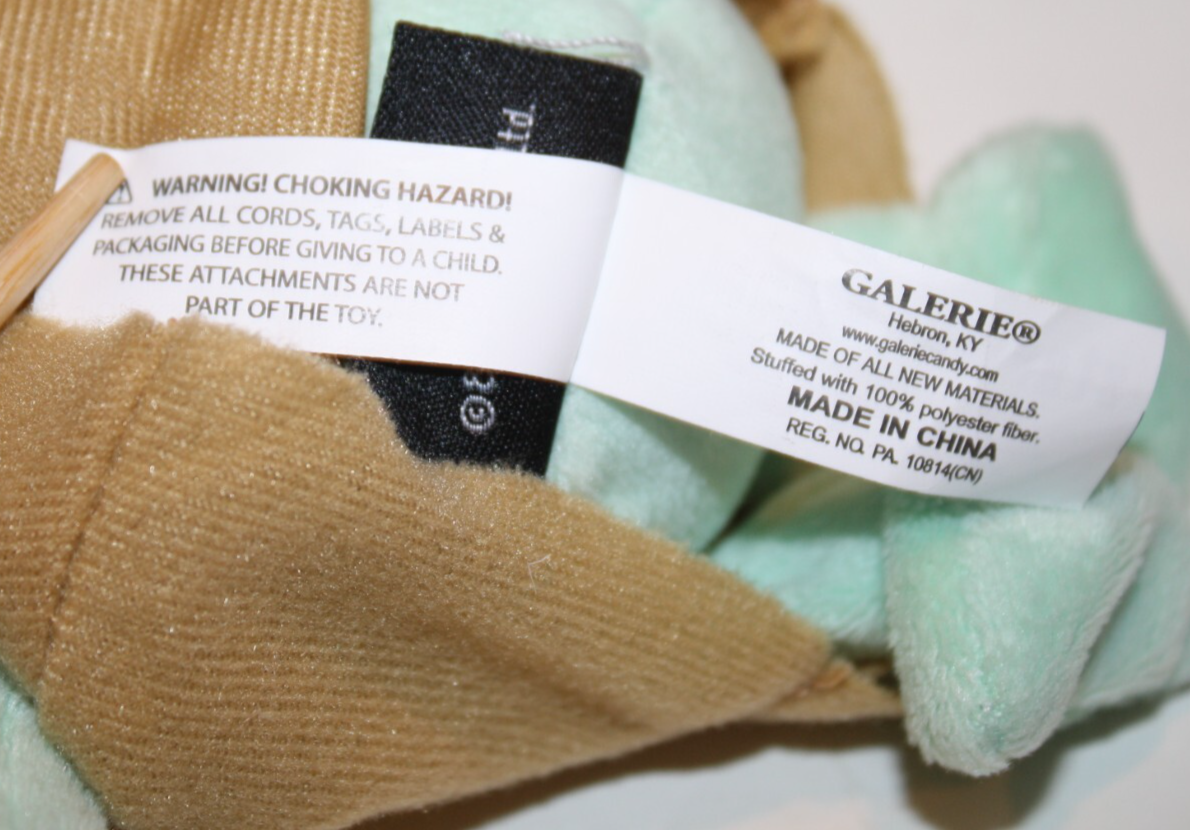 WARNING! CHOKING HAZARD!
REMOVE ALL CORDS, TAGS, LABELS &
PACKAGING BEFORE GIVING TO A CHILD.
THESE ATTACHMENTS ARE NOT
PART OF THE TOY.
GALERIE®
Hebron, KY
www.galeriecandy.com
MADE OF ALL NEW MATERIALS.
Stuffed with 100% polyester fiber.
MADE IN CHINA
REG. NO. PA. 10814(CN)
©